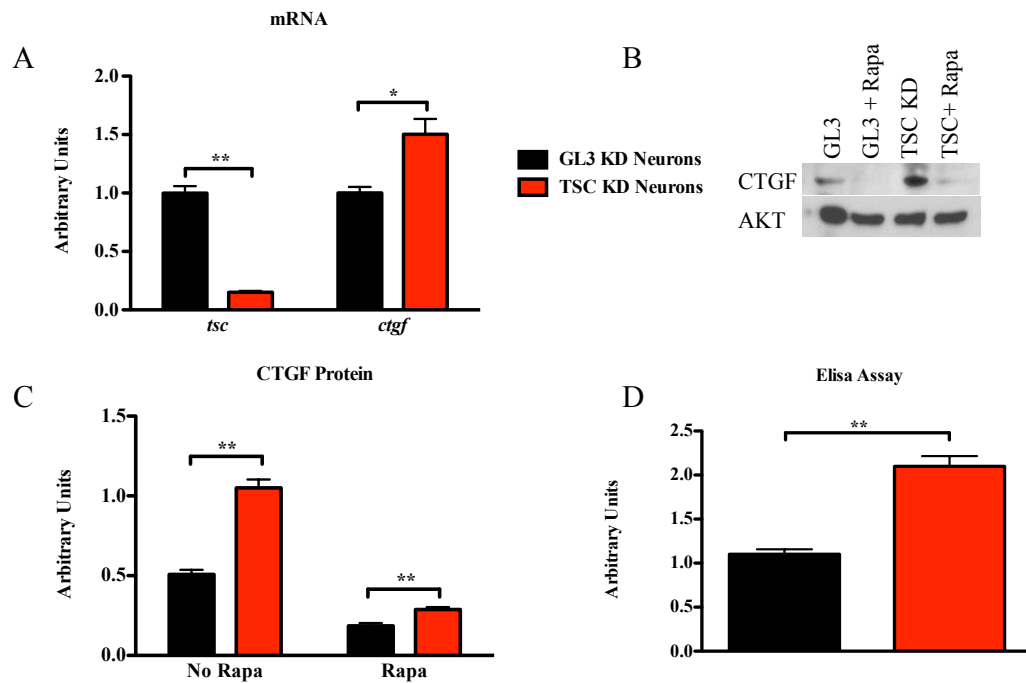 mRNA
A
Arbitrary Units
2.0
1.5
1.0
0.5
0.0
**
*
tsc
ctgf
GL3 KD Neurons
TSC KD Neurons
B
GL3
GL3 + Rapa
TSC KD
TSC+ Rapa
CTGF
AKT
CTGF Protein
C
Arbitrary Units
1.5
1.0
0.5
0.0
**
**
No Rapa
Rapa
Elisa Assay
D
Arbitrary Units
2.5
2.0
1.5
1.0
0.5
0.0
**